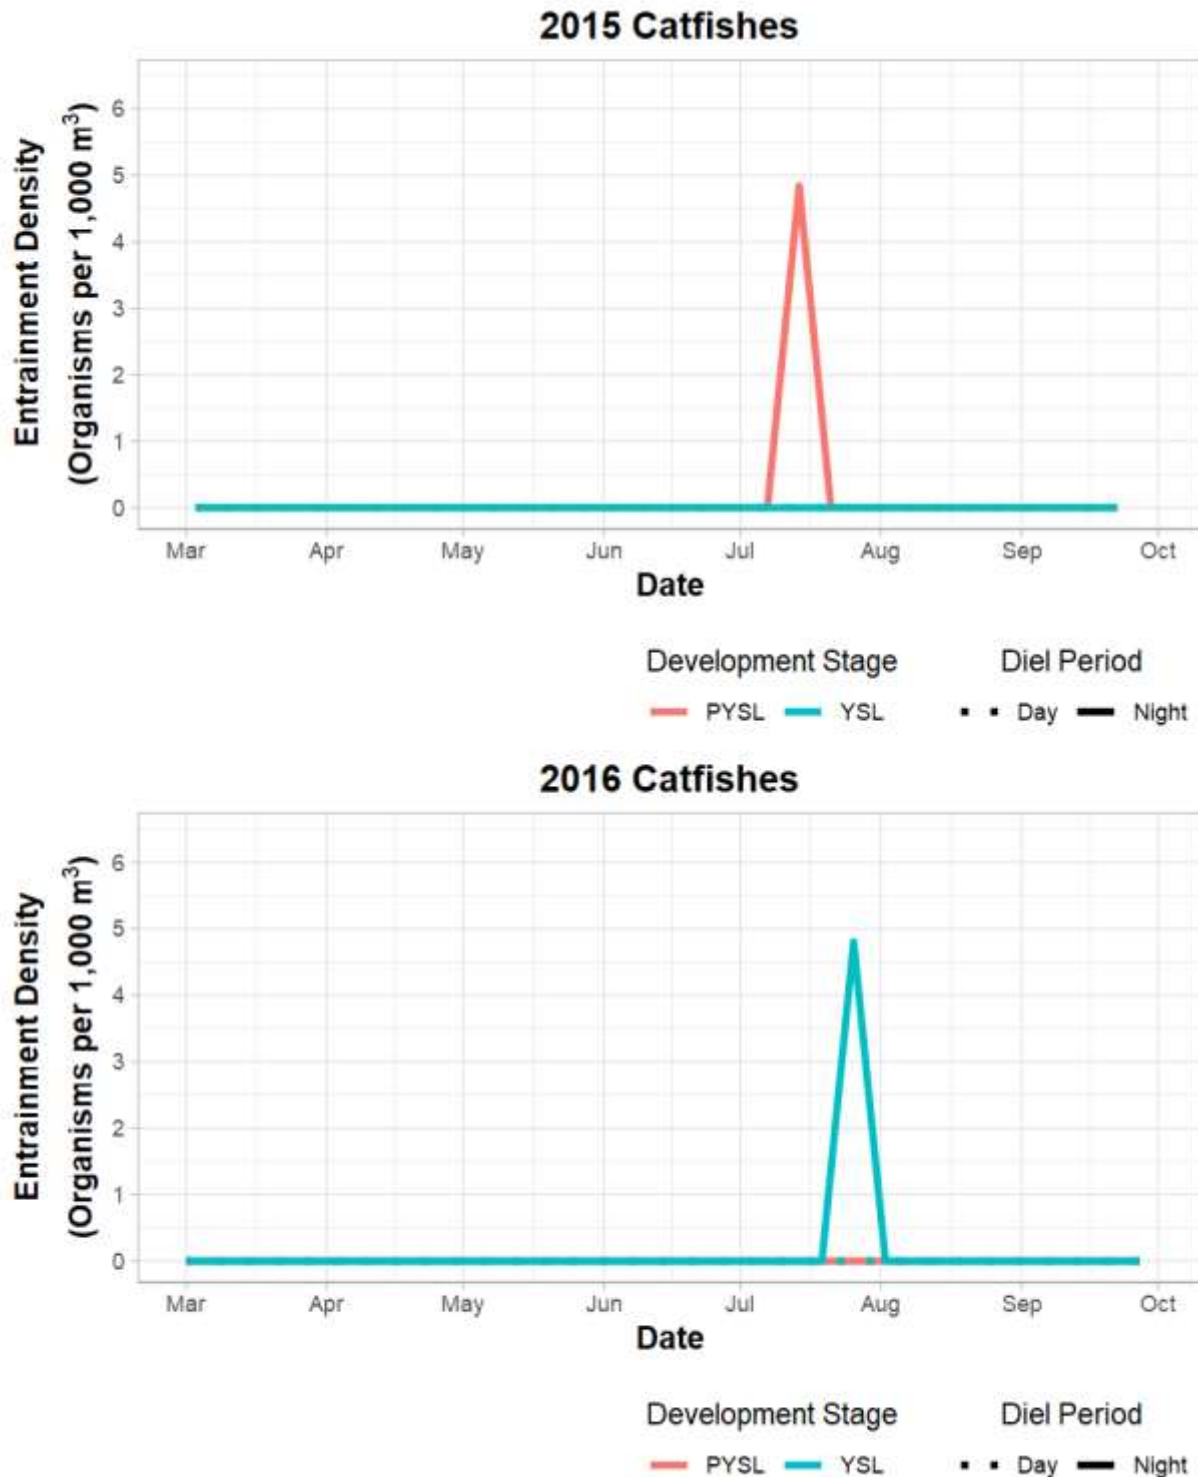 2015 Catfishes
Entrainment Density
(Organisms per 1,000 m³)
6
5
4
3
2
1
0
Mar Apr May Jun Jul Aug Sep Oct
Date
Development Stage Diel Period
PYSL YSL Day Night
2016 Catfishes
Entrainment Density
(Organisms per 1,000 m³)
6
5
4
3
2
1
0
Mar Apr May Jun Jul Aug Sep Oct
Date
Development Stage Diel Period
PYSL YSL Day Night